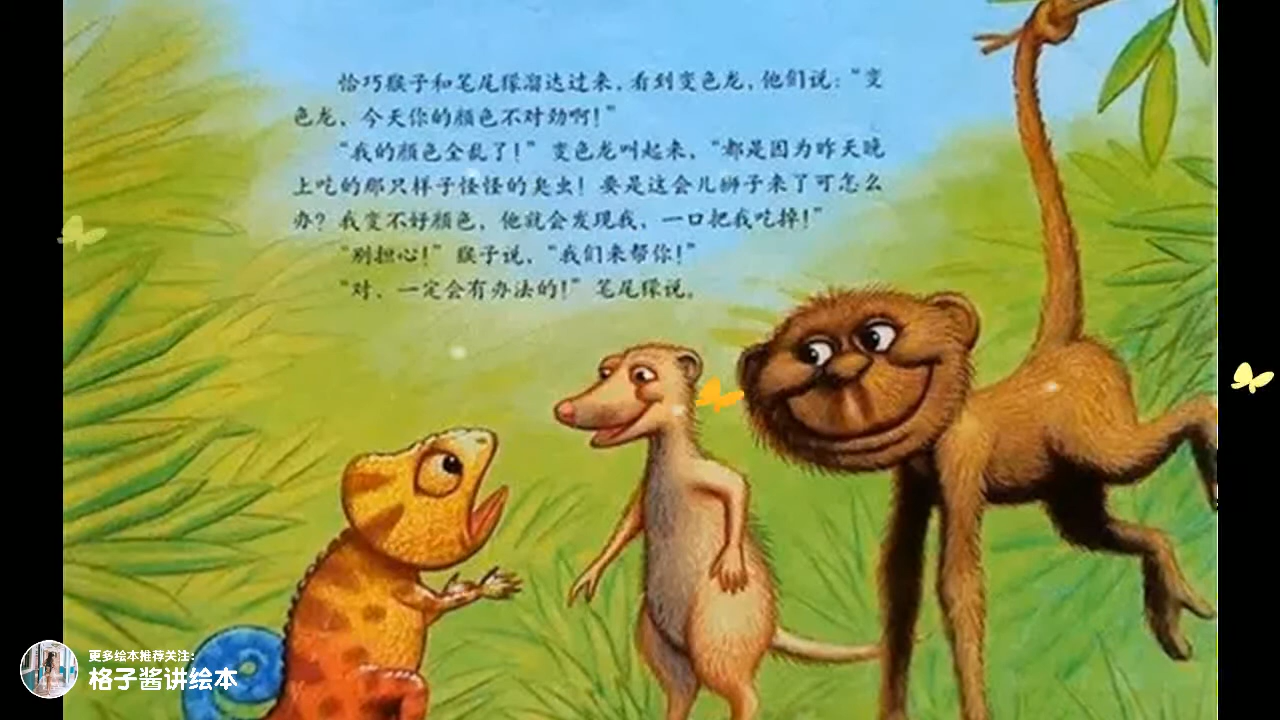 恰巧猴子和笔尾獴溜达过来，看到变色龙，他们说：“变
色龙，今天你的颜色不对劲啊！”
“我的颜色全乱了！”变色龙叫起来，“都是因为昨天晚
上吃的那只样子怪怪的臭虫！要是这会儿狮子来了可怎么
办？我变不好颜色，他就会发现我，一口把我吃掉！”
“别担心！”猴子说，“我们来帮你！”
“对，一定会有办法的！”笔尾獴说。
更多绘本推荐关注：
格子酱讲绘本